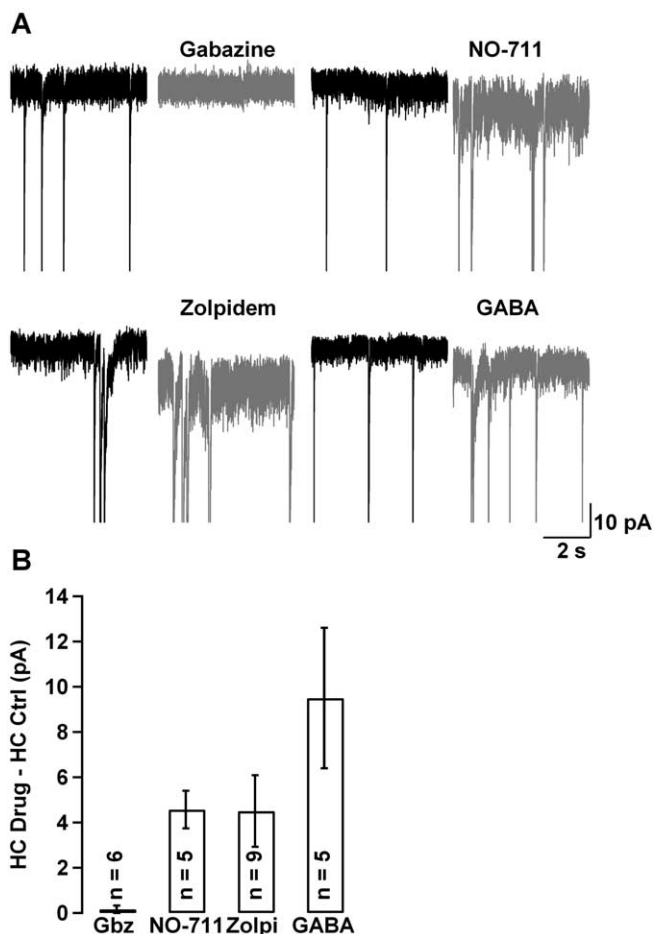 A
Gabazine
NO-711
Zolpidem
GABA
10 pA
2 s
B
HC Drug - HC Ctrl (pA)
14
12
10
8
6
4
2
0
n = 6
n = 5
n = 9
n = 5
Gbz NO-711 Zolpi GABA